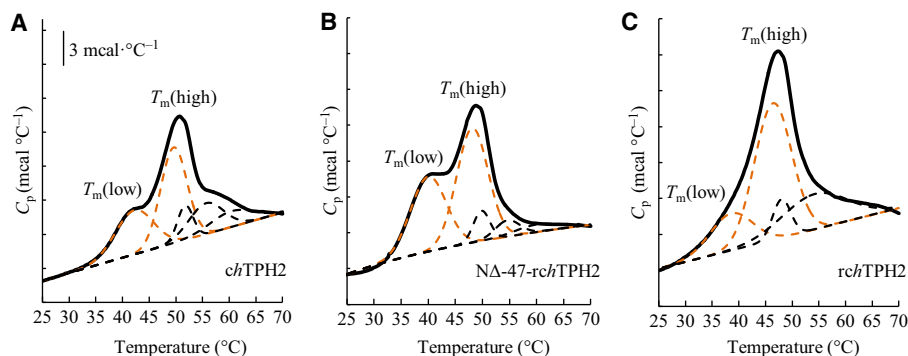 A
3 mcal·°C⁻¹
Tm(high)
Tm(low)
Cp (mcal °C⁻¹)
chTPH2
25 30 35 40 45 50 55 60 65 70
Temperature (°C)
B
Tm(high)
Tm(low)
Cp (mcal °C⁻¹)
NΔ-47-rchTPH2
25 30 35 40 45 50 55 60 65 70
Temperature (°C)
C
Tm(high)
Tm(low)
Cp (mcal °C⁻¹)
rchTPH2
25 30 35 40 45 50 55 60 65 70
Temperature (°C)